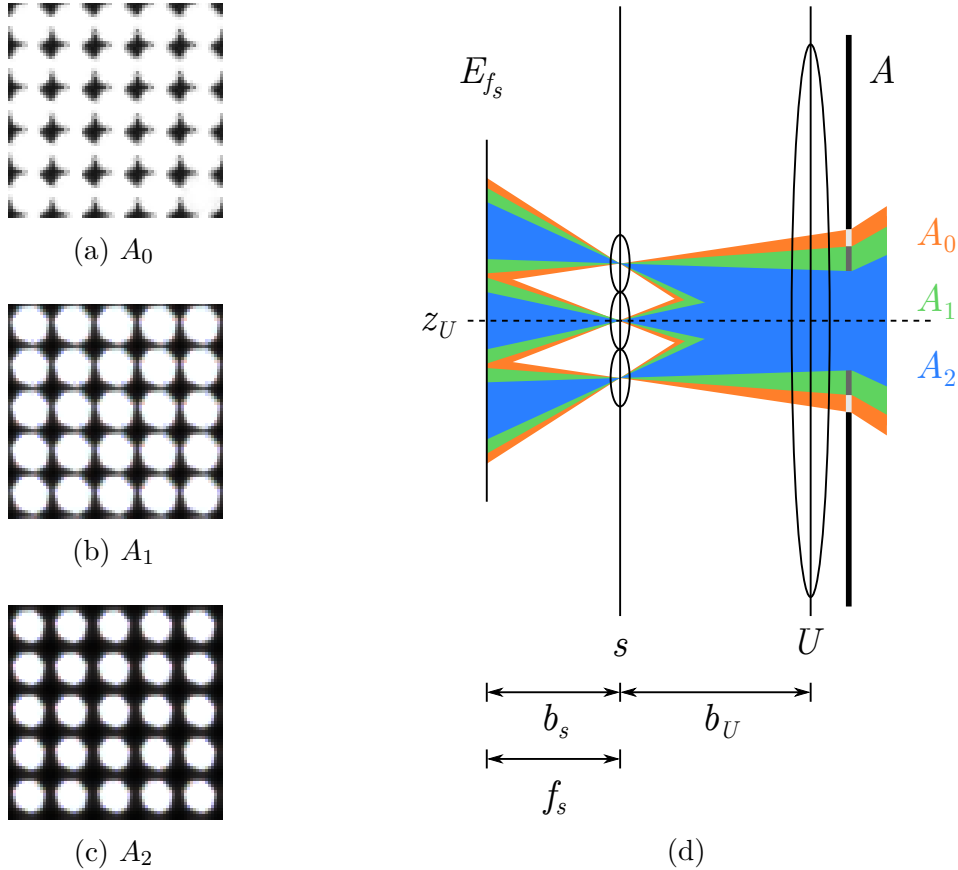 (a) A₀
(b) A₁
(c) A₂
E_{f_s}
A
A₀
A₁
z_U
A₂
s
U
b_s
b_U
f_s
(d)